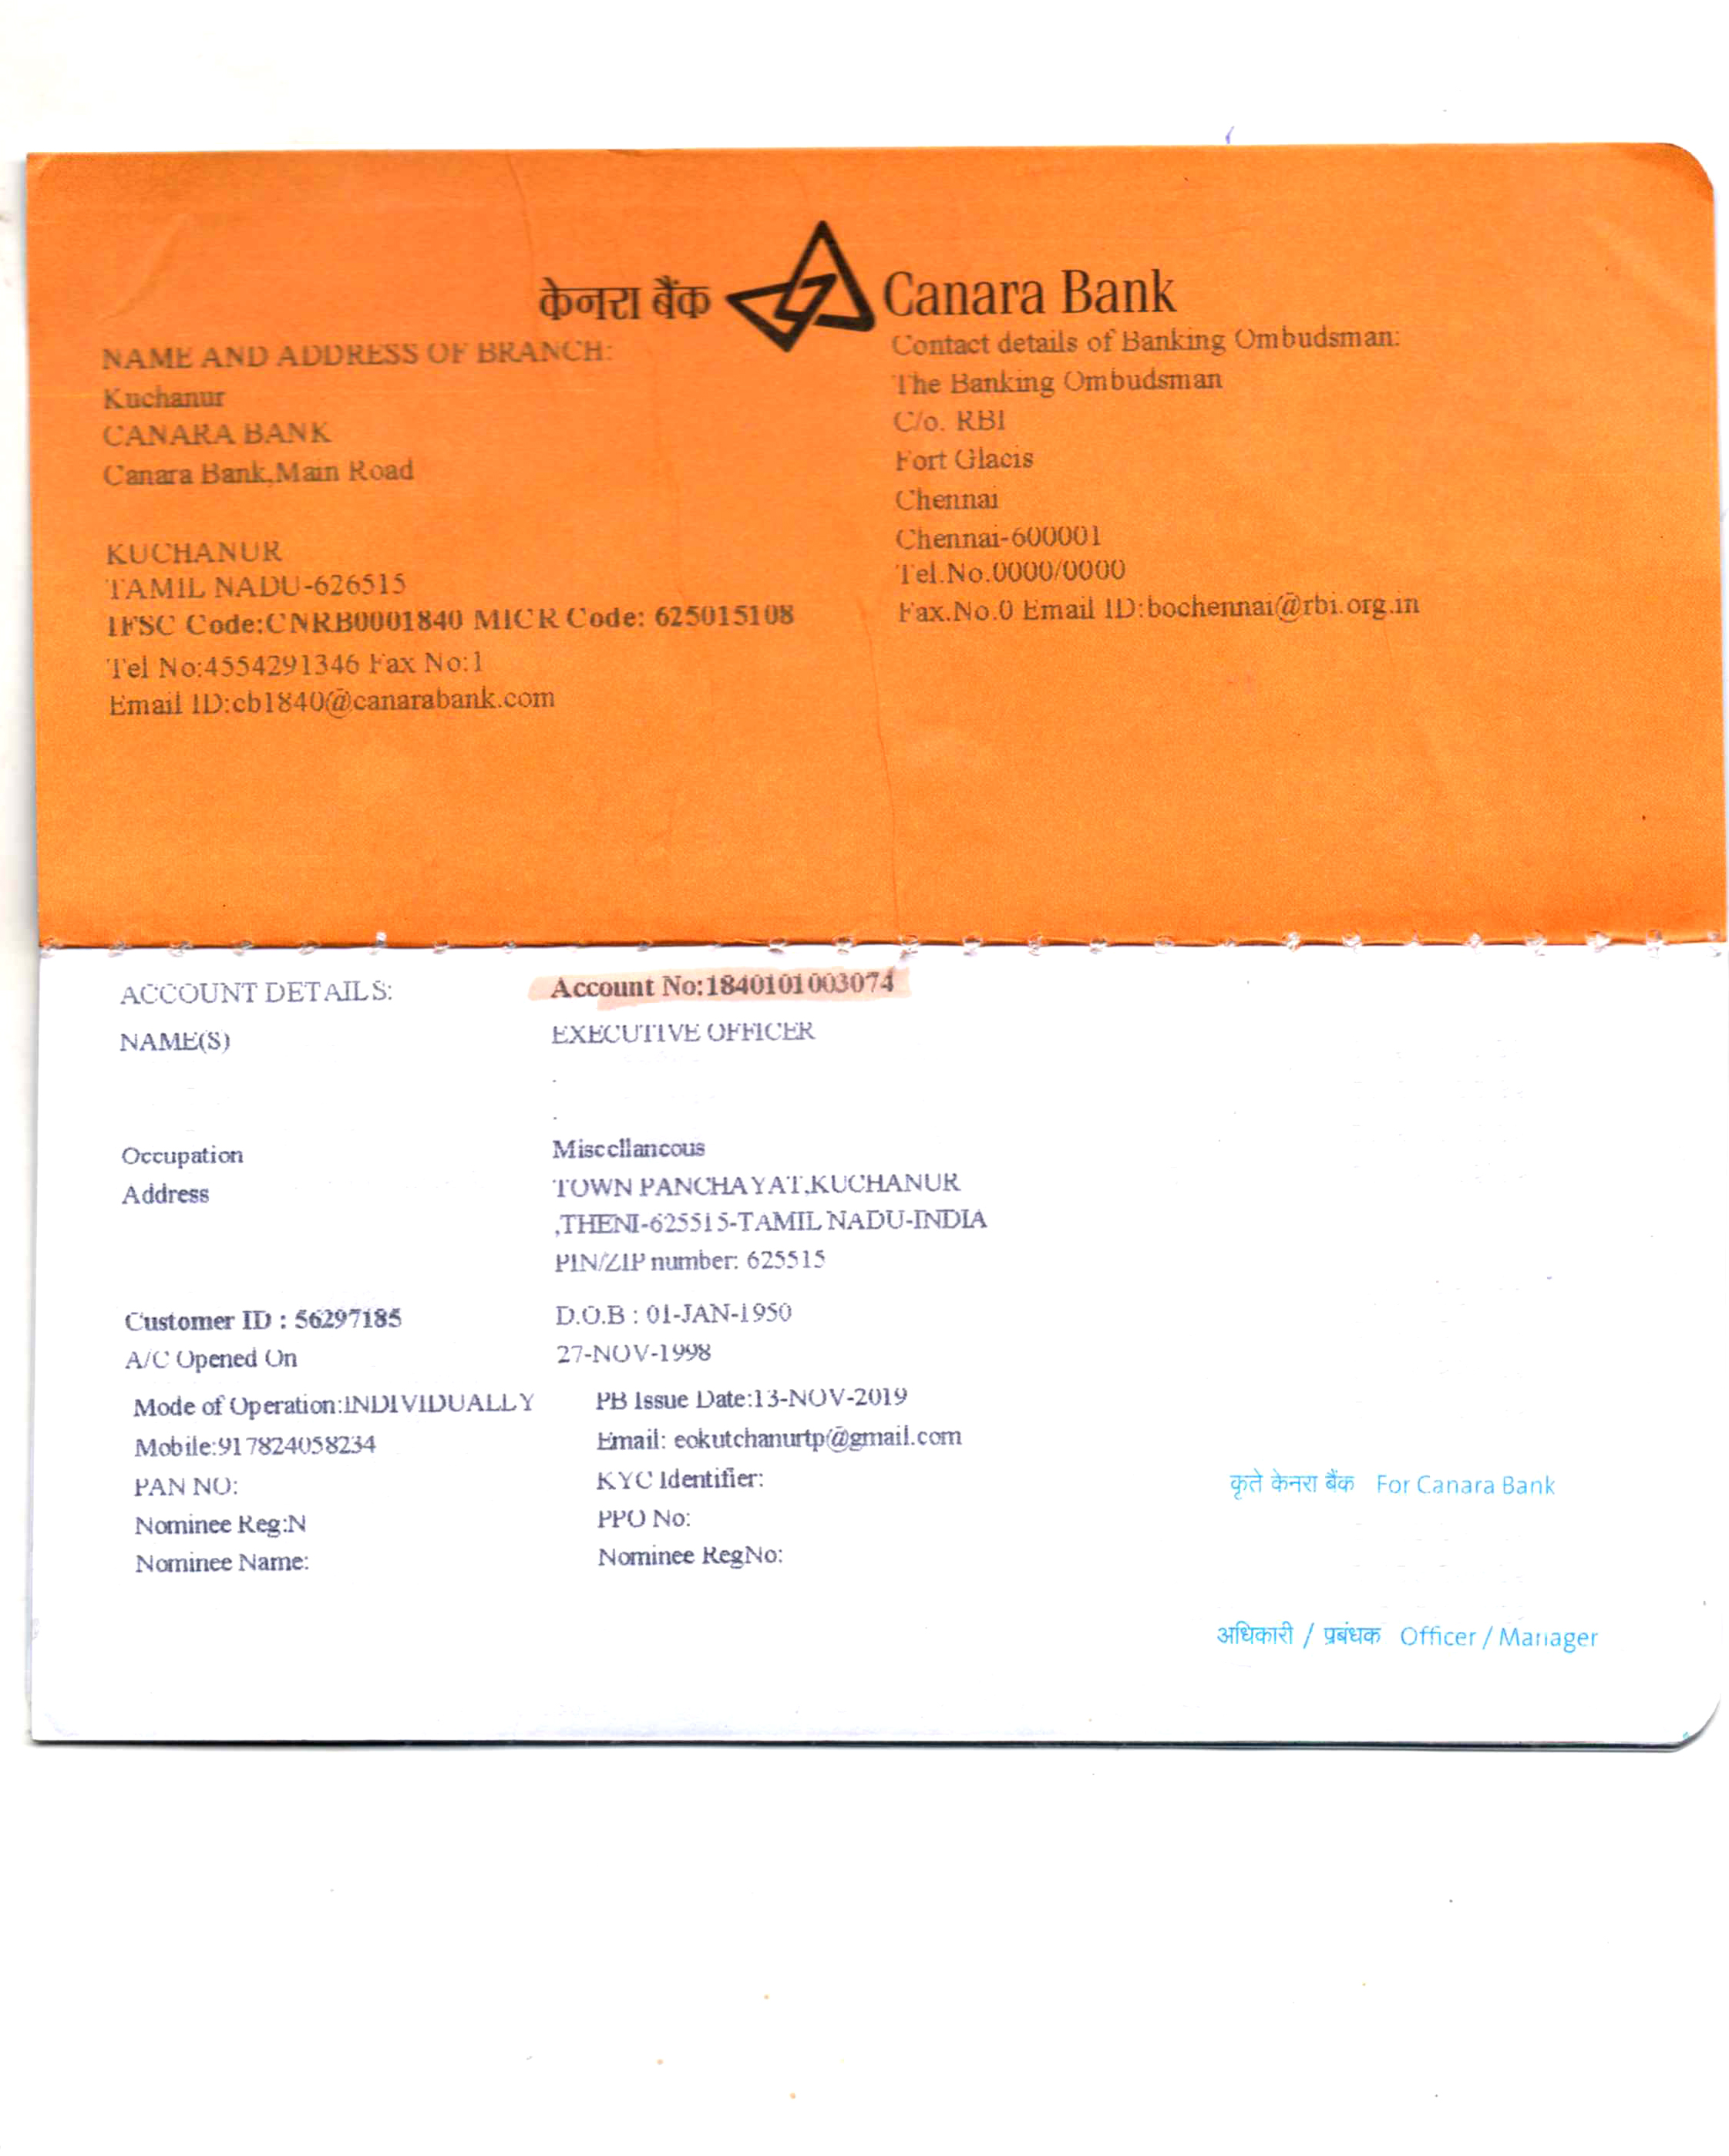 केनरा बैंक Canara Bank
NAME AND ADDRESS OF BRANCH:
Kuchanur
CANARA BANK
Canara Bank,Main Road
KUCHANUR
TAMIL NADU-626515
IFSC Code:CNRB0001840 MICR Code: 625015108
Tel No:4554291346 Fax No:1
Email ID:cb1840@canarabank.com
Contact details of Banking Ombudsman:
The Banking Ombudsman
C/o. RBI
Fort Glacis
Chennai
Chennai-600001
Tel.No.0000/0000
Fax.No.0 Email ID:bochennai@rbi.org.in
ACCOUNT DETAILS: Account No:1840101003074
NAME(S) EXECUTIVE OFFICER
.
.
Occupation Miscellaneous
Address TOWN PANCHAYAT,KUCHANUR
,THENI-625515-TAMIL NADU-INDIA
PIN/ZIP number: 625515
Customer ID : 56297185 D.O.B : 01-JAN-1950
A/C Opened On 27-NOV-1998
Mode of Operation:INDIVIDUALLY PB Issue Date:13-NOV-2019
Mobile:917824058234 Email: eokutchanurtp@gmail.com
PAN NO: KYC Identifier:
Nominee Reg:N PPO No:
Nominee Name: Nominee RegNo:
कृते केनरा बैंक For Canara Bank
अधिकारी / प्रबंधक Officer / Manager